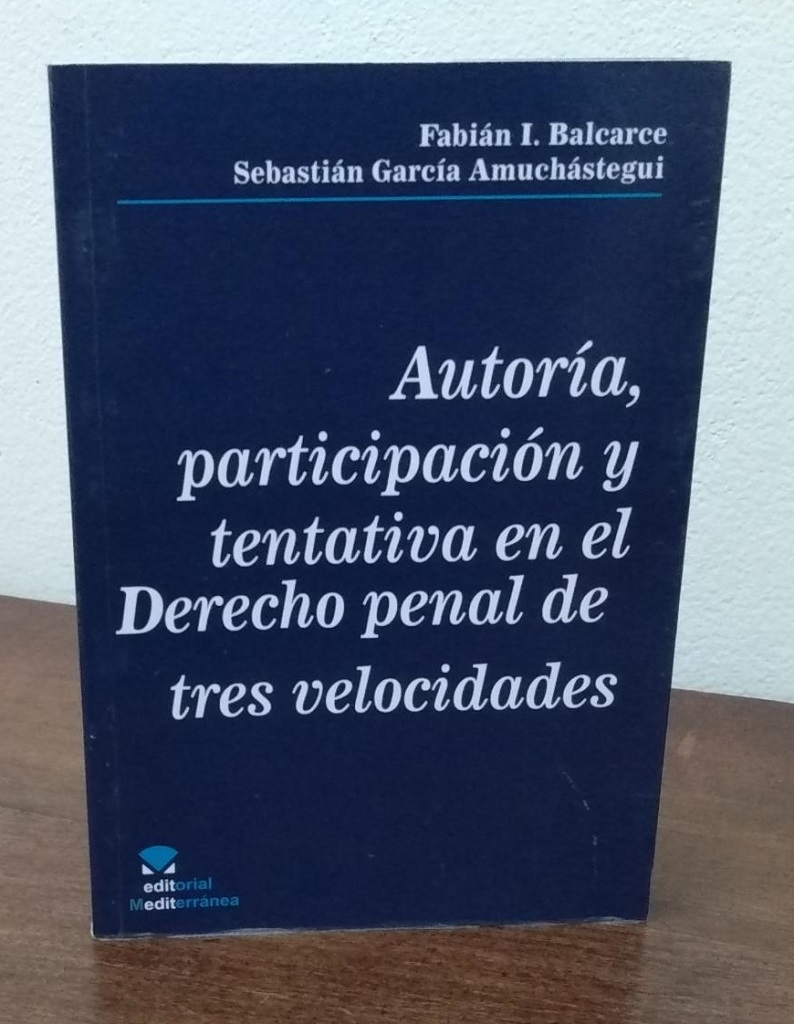 Fabián I. Balcarce
Sebastián García Amuchástegui
Autoría,
participación y
tentativa en el
Derecho penal de
tres velocidades
editorial
Mediterránea